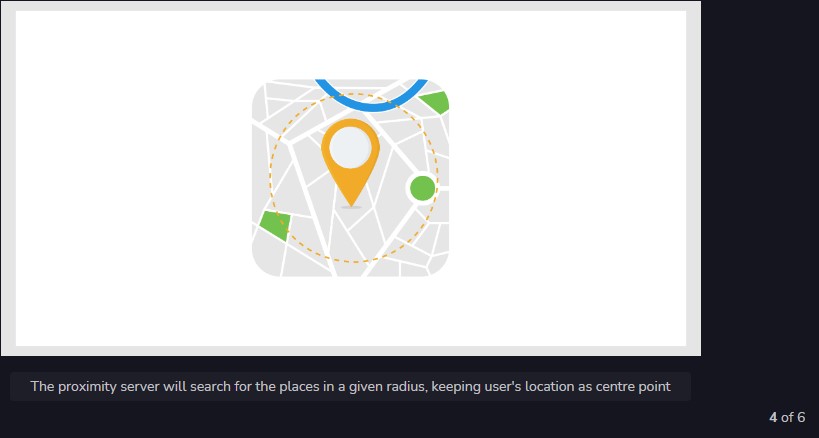 The proximity server will search for the places in a given radius, keeping user's location as centre point
4 of 6